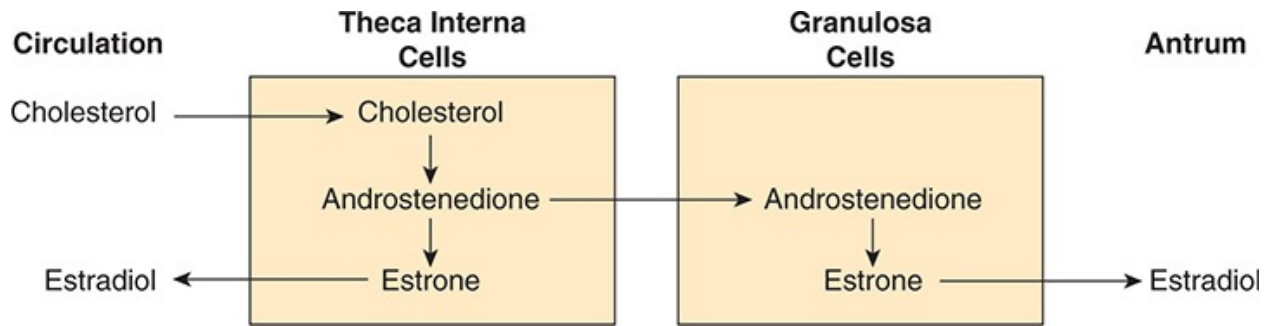 Circulation
Theca Interna
Cells
Granulosa
Cells
Antrum
Cholesterol
Cholesterol
Androstenedione
Androstenedione
Estradiol
Estrone
Estrone
Estradiol